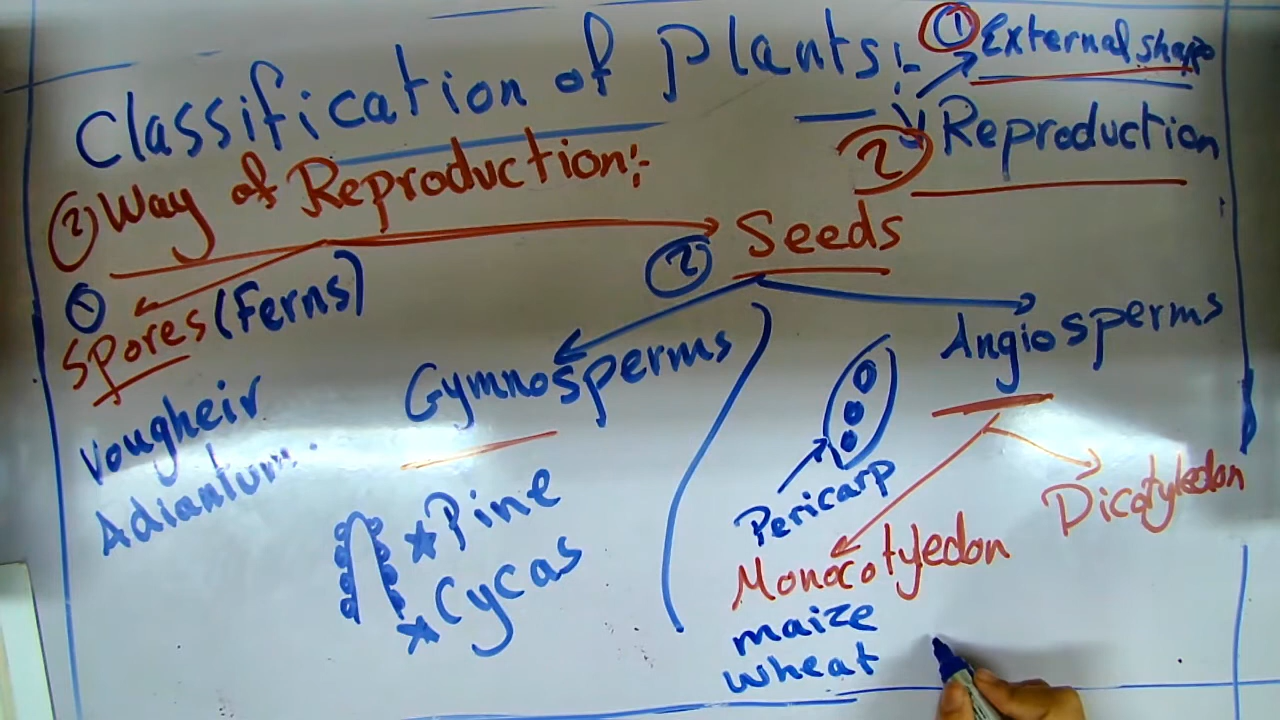 Classification of Plants:-
① External shape
② Reproduction
② Way of Reproduction:-
① Spores (Ferns)
Vougheir
Adiantum.
② Seeds
Gymnosperms
* Pine
* Cycas
Angiosperms
Pericarp
Monocotyledon
maize
wheat
Dicotyledon